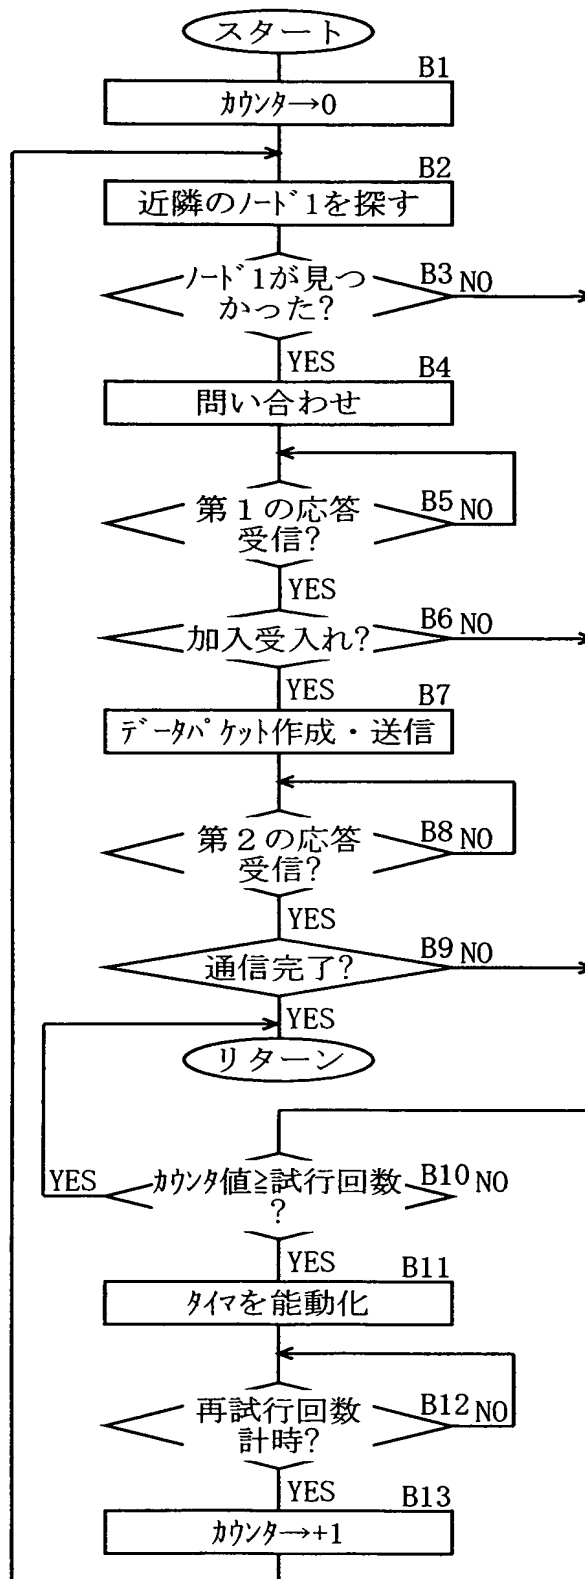 スタート
B1
カウンタ→0
B2
近隣のノード1を探す
ノード1が見つ
かった?
B3 NO
YES
B4
問い合わせ
第1の応答
受信?
B5 NO
YES
加入受入れ?
B6 NO
YES
B7
データパケット作成・送信
第2の応答
受信?
B8 NO
YES
通信完了?
B9 NO
YES
リターン
カウンタ値≧試行回数
?
B10 NO
YES
YES
B11
タイマを能動化
再試行回数
計時?
B12 NO
YES
B13
カウンタ→+1